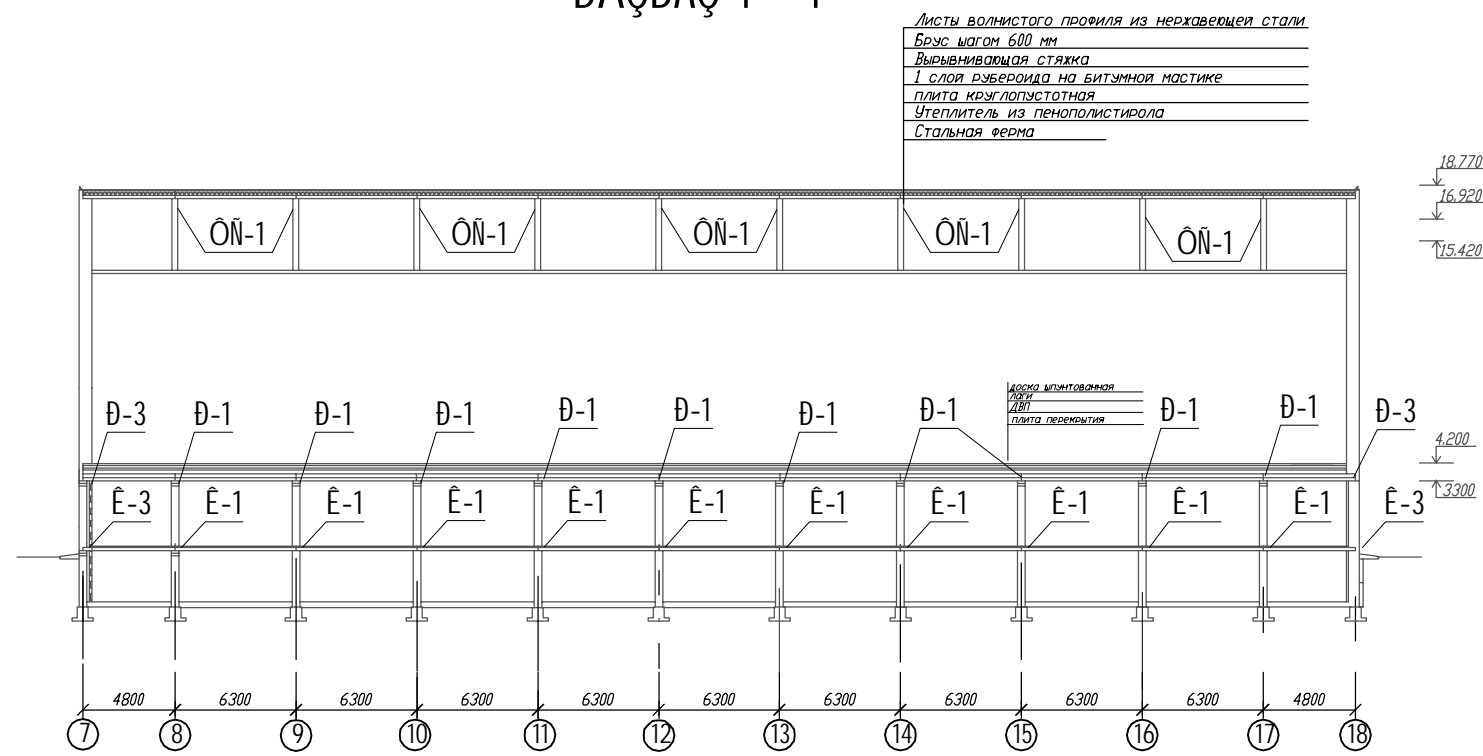 Листы волнистого профиля из нержавеющей стали
Брус шагом 600 мм
Вырывнивающая стяжка
1 слой рубероида на битумной мастике
плита круглопустотная
Утеплитель из пенополистирола
Стальная ферма
18.770
16.920
15.420
ÔÑ-1 ÔÑ-1 ÔÑ-1 ÔÑ-1 ÔÑ-1
доска шпунтованная
лаги
ДВП
плита перекрытия
Ð-3 Ð-1 Ð-1 Ð-1 Ð-1 Ð-1 Ð-1 Ð-1 Ð-1 Ð-1 Ð-3
4.200
3300
Ê-3 Ê-1 Ê-1 Ê-1 Ê-1 Ê-1 Ê-1 Ê-1 Ê-1 Ê-1 Ê-1 Ê-3
4800 6300 6300 6300 6300 6300 6300 6300 6300 6300 4800
7 8 9 10 11 12 13 14 15 16 17 18